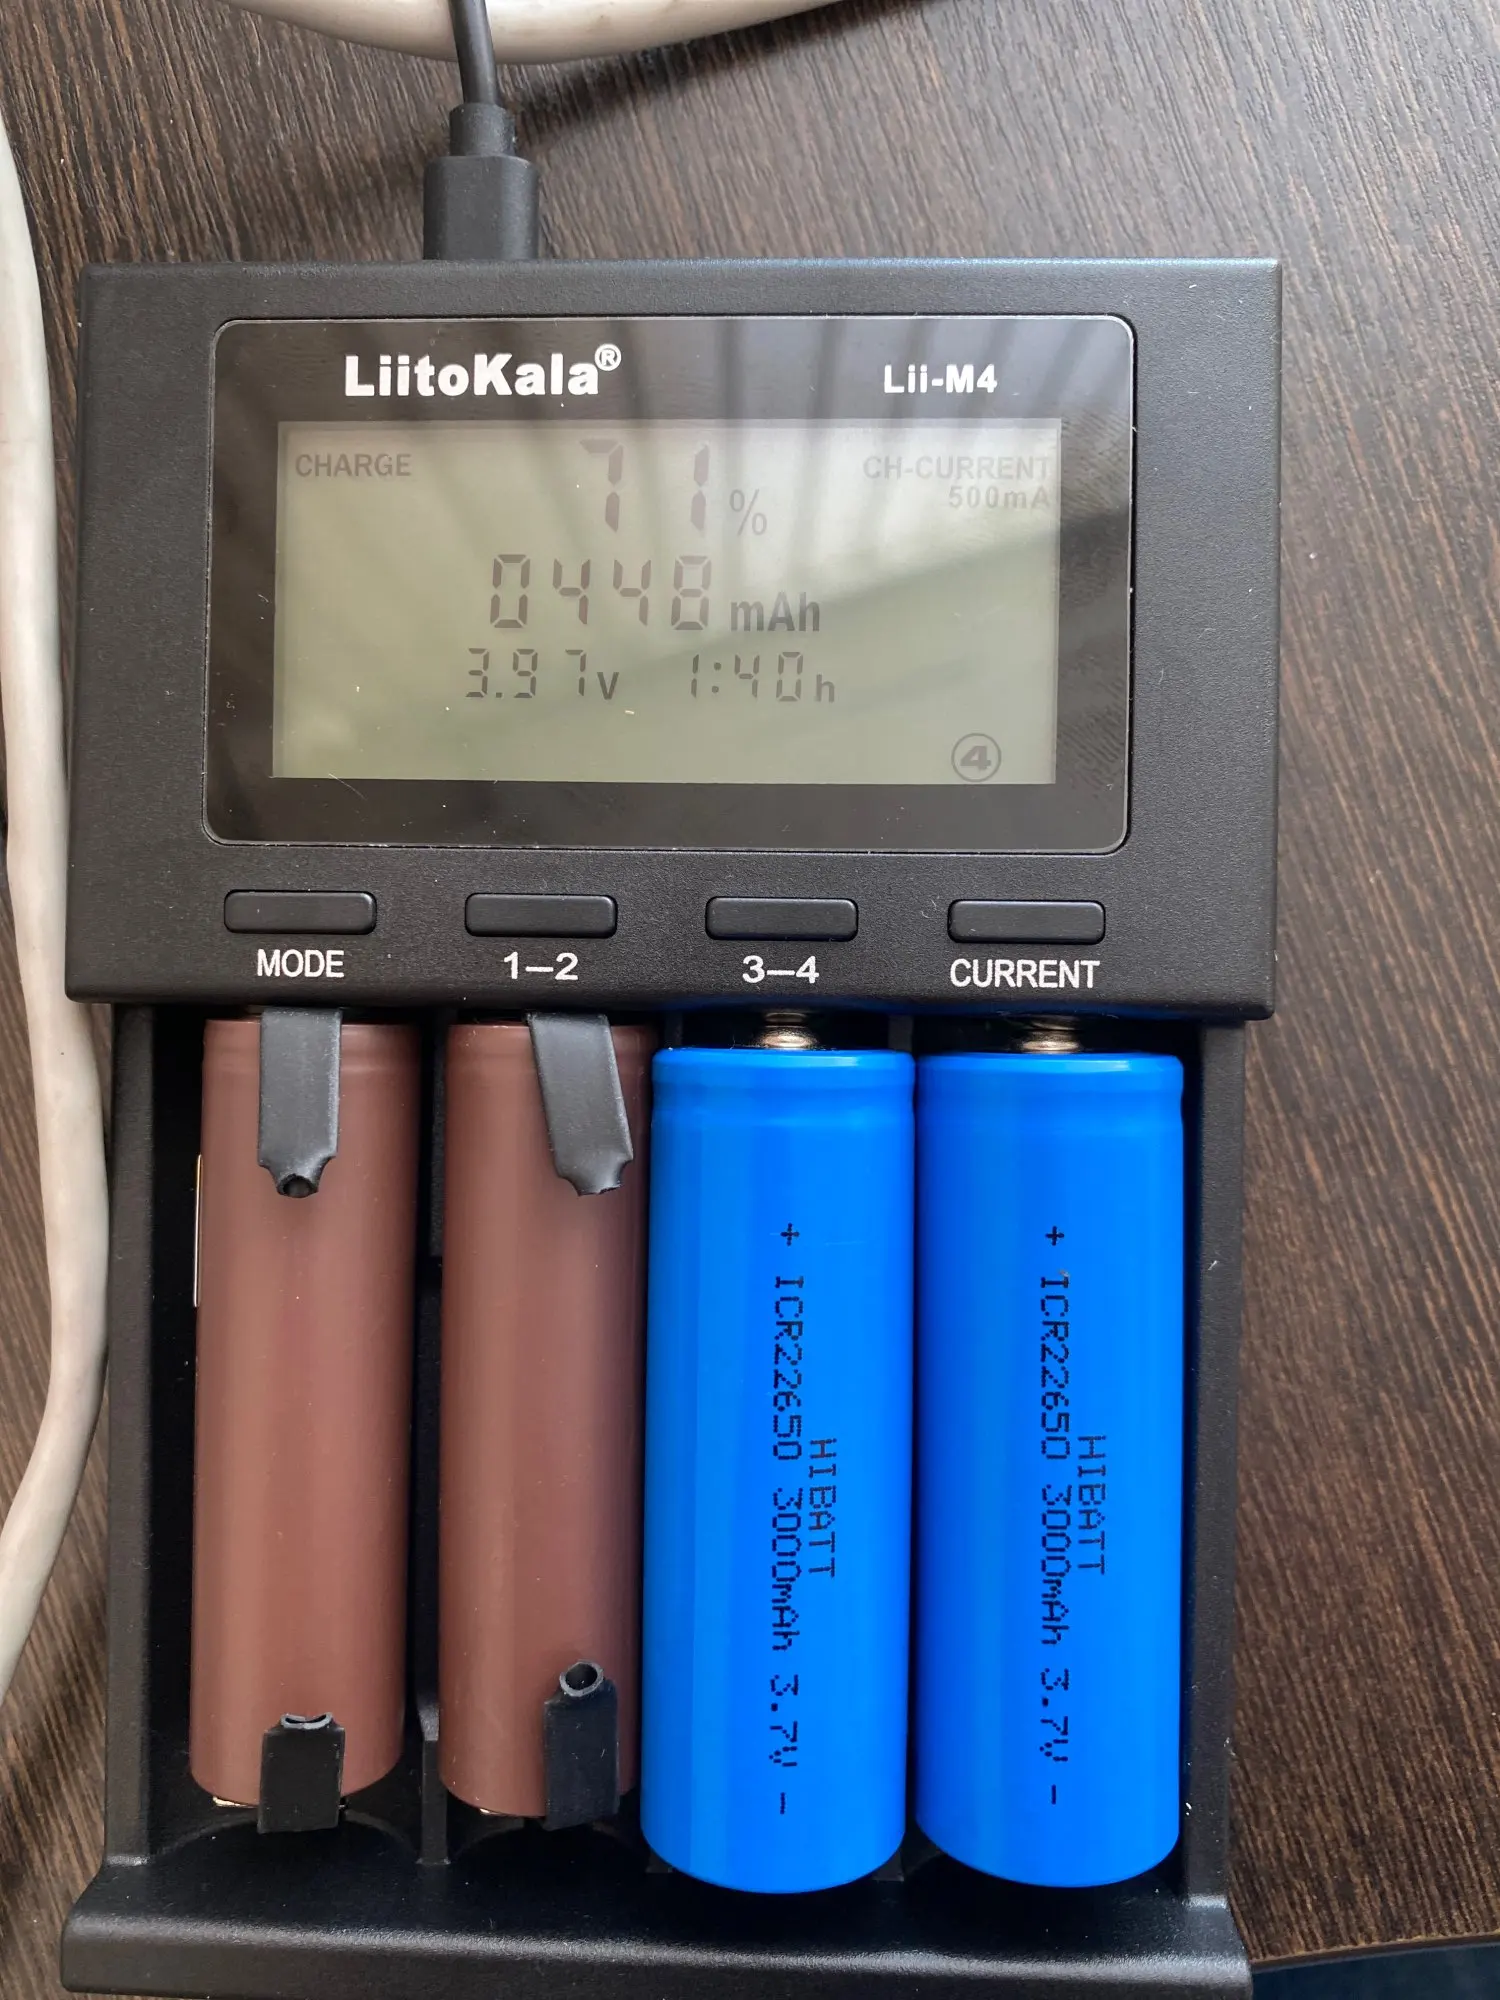 LiitoKala®
Lii-M4
CHARGE
71%
CH-CURRENT
500mA
0448mAh
3.97v 1:40h
④
MODE
1–2
3–4
CURRENT
HIBATT
+ ICR22650 3000mAh 3.7V -
HIBATT
+ ICR22650 3000mAh 3.7V -